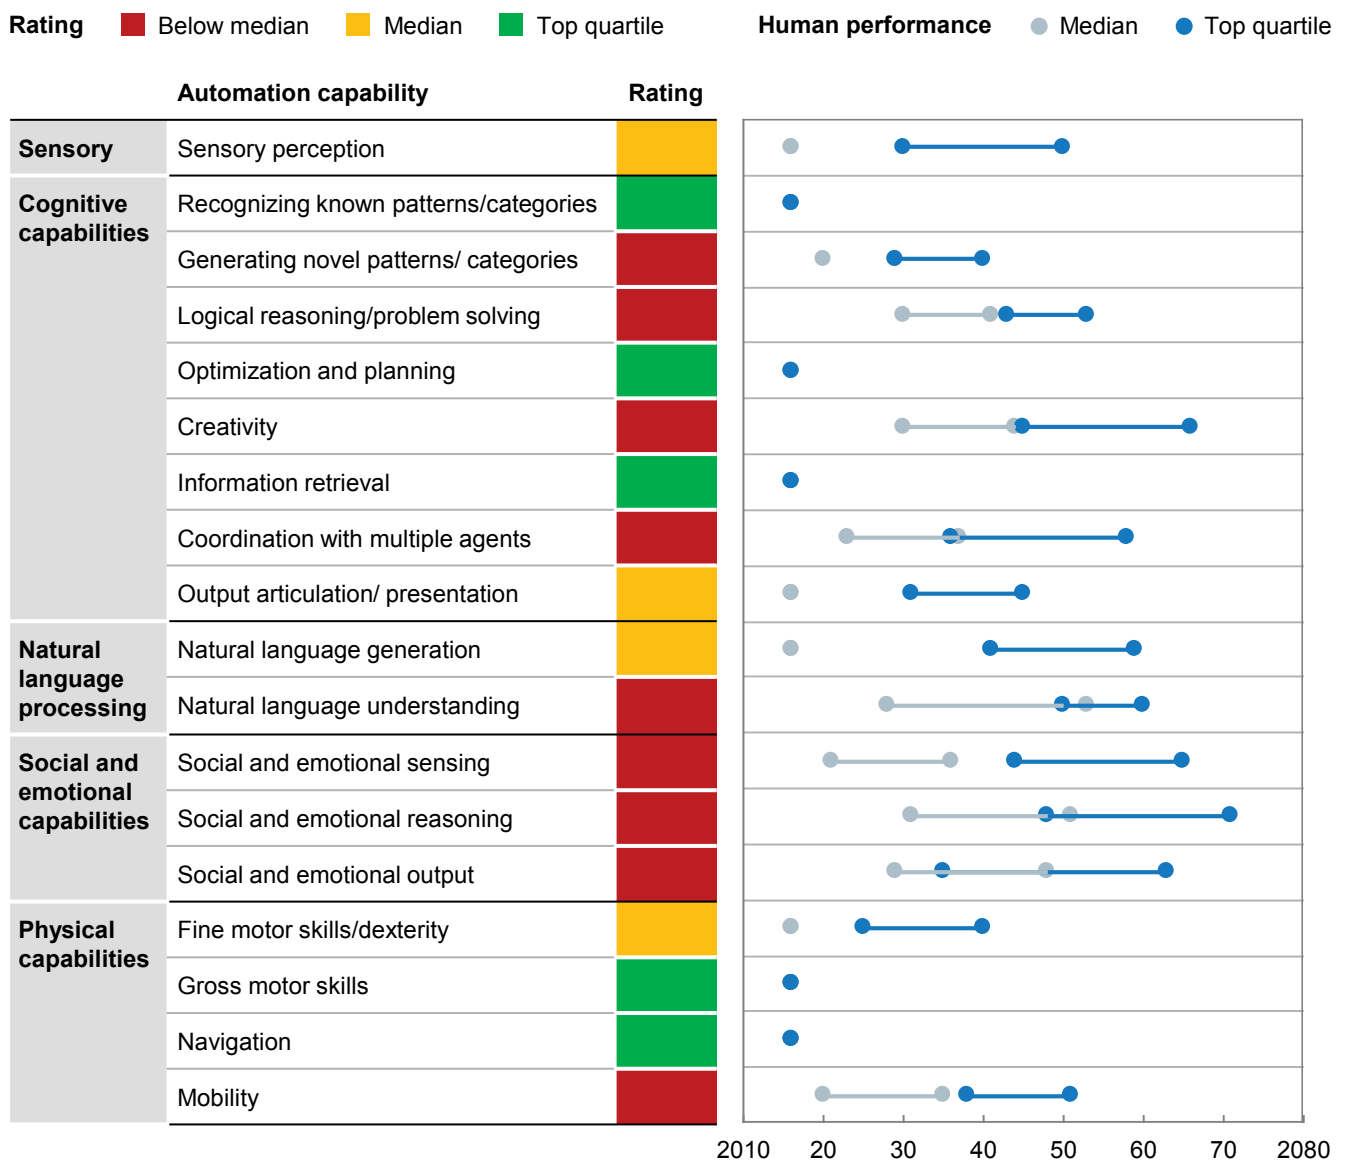 Rating Below median Median Top quartile Human performance Median Top quartile
Automation capability Rating
Sensory Sensory perception
Cognitive capabilities
Recognizing known patterns/categories
Generating novel patterns/ categories
Logical reasoning/problem solving
Optimization and planning
Creativity
Information retrieval
Coordination with multiple agents
Output articulation/ presentation
Natural
language
processing
Natural language generation
Natural language understanding
Social and
emotional
capabilities
Social and emotional sensing
Social and emotional reasoning
Social and emotional output
Physical
capabilities
Fine motor skills/dexterity
Gross motor skills
Navigation
Mobility
2010 20 30 40 50 60 70 2080